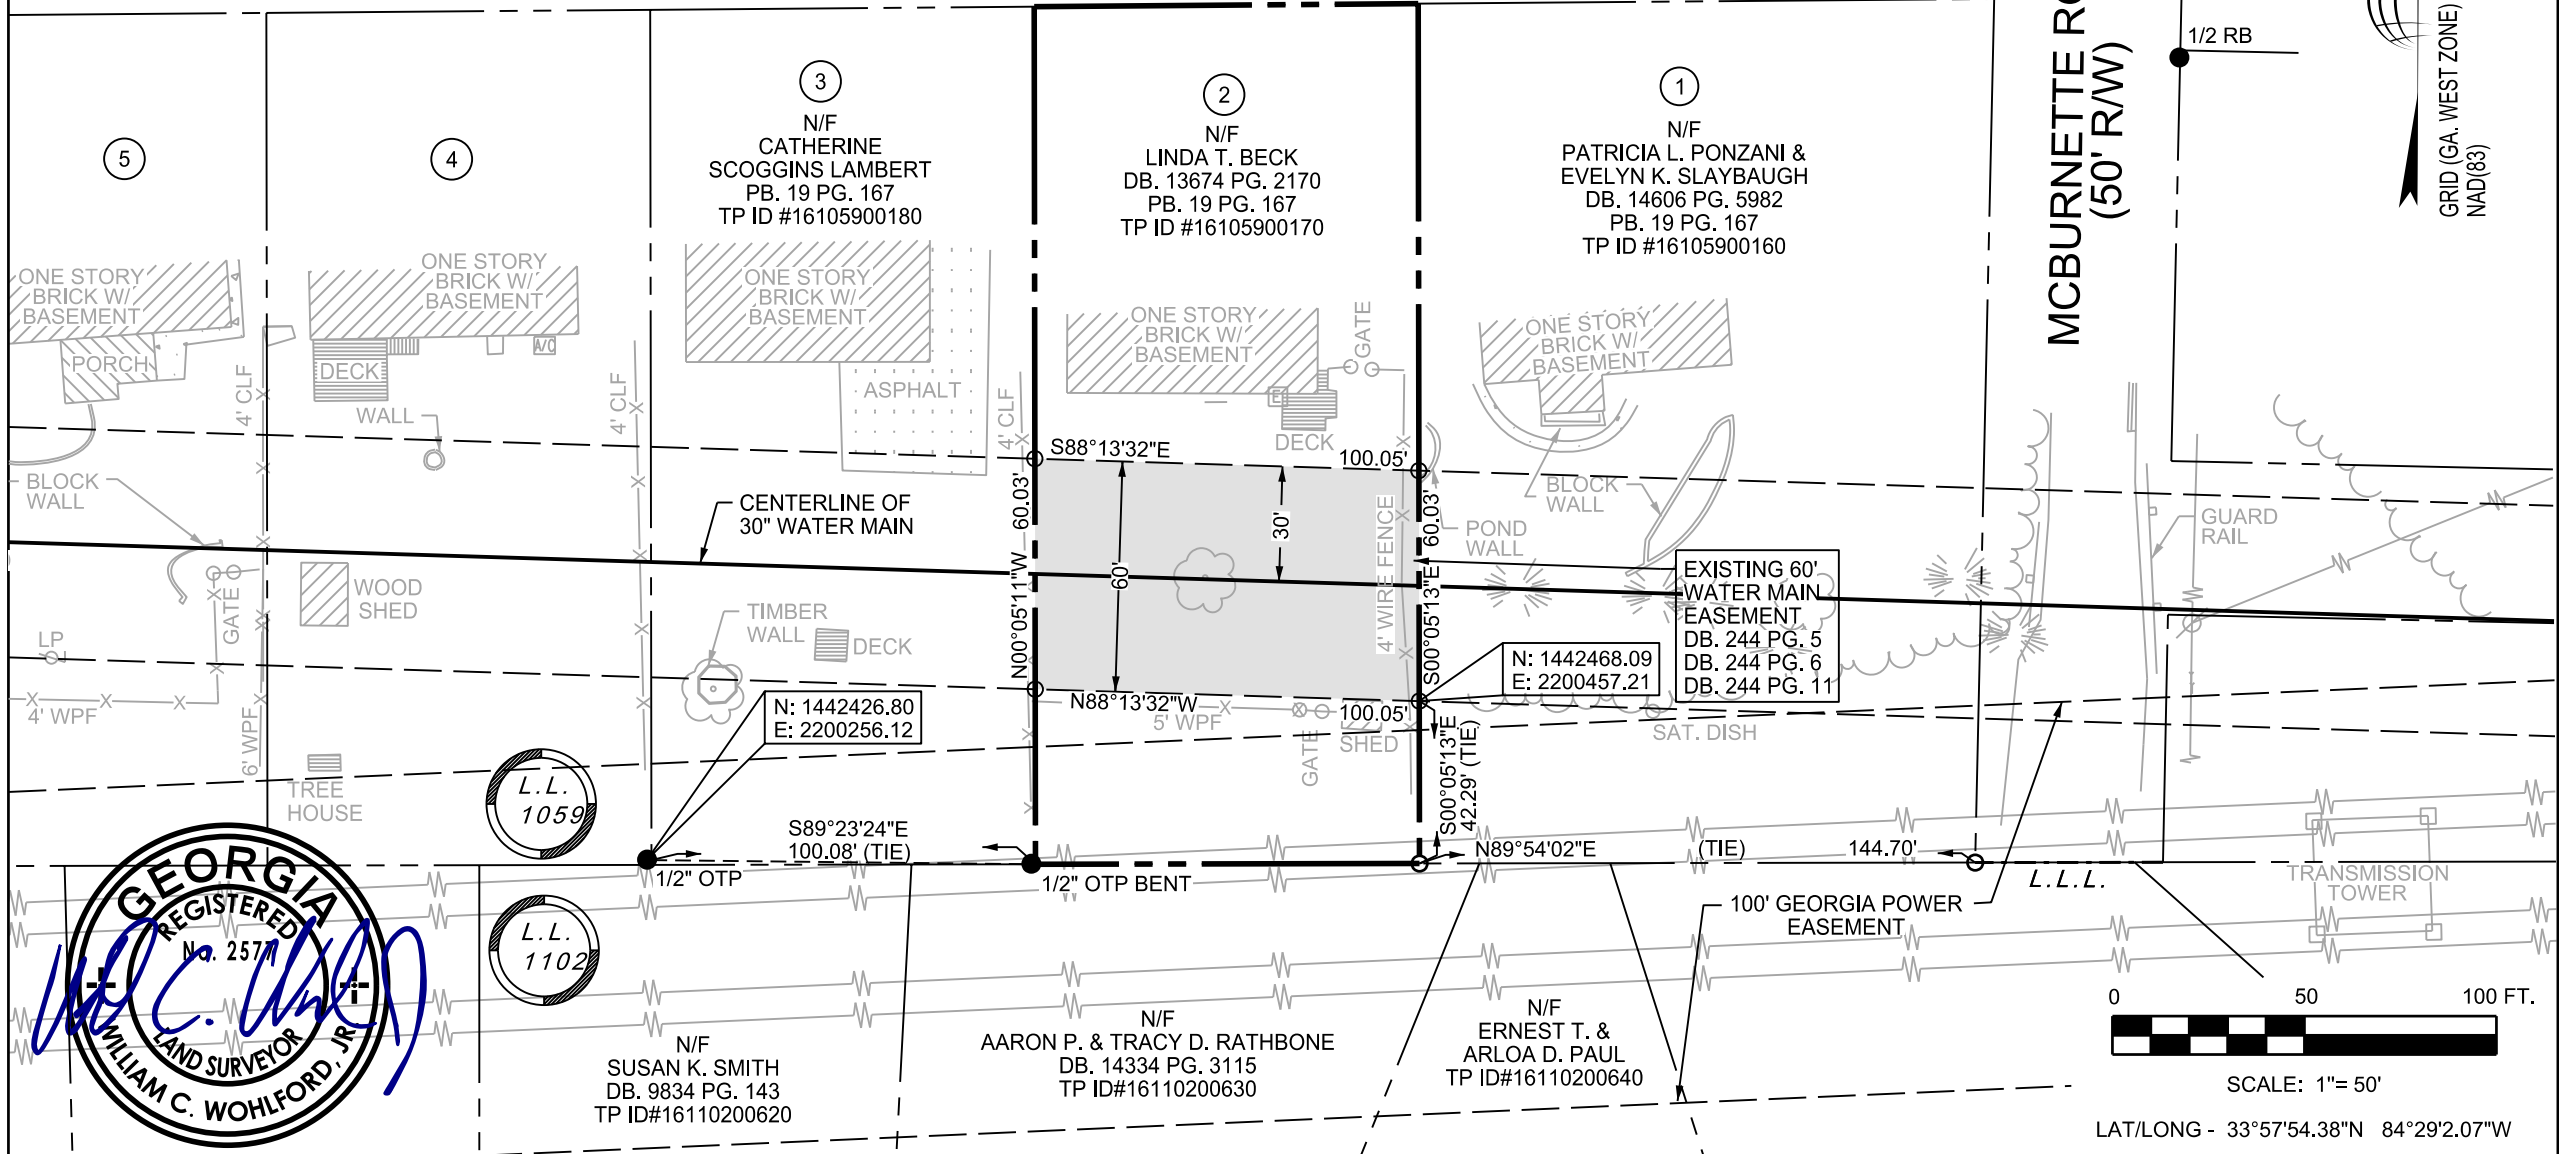 5
4
3
N/F
CATHERINE
SCOGGINS LAMBERT
PB. 19 PG. 167
TP ID #16105900180
2
N/F
LINDA T. BECK
DB. 13674 PG. 2170
PB. 19 PG. 167
TP ID #16105900170
1
N/F
PATRICIA L. PONZANI &
EVELYN K. SLAYBAUGH
DB. 14606 PG. 5982
PB. 19 PG. 167
TP ID #16105900160
MCBURNETTE
(50' R/W)
1/2 RB
GRID (GA. WEST ZONE)
NAD(83)
ONE STORY
BRICK W/
BASEMENT
PORCH
4' CLF
BLOCK
WALL
ONE STORY
BRICK W/
BASEMENT
DECK
A/C
WALL
4' CLF
ONE STORY
BRICK W/
BASEMENT
ASPHALT
4' CLF
ONE STORY
BRICK W/
BASEMENT
GATE
E
DECK
ONE STORY
BRICK W/
BASEMENT
S88°13'32"E
100.05'
CENTERLINE OF
30" WATER MAIN
N00°05'11"W 60.03'
60'
30'
4' WIRE FENCE
S00°05'13"E 60.03'
POND
WALL
BLOCK
WALL
GUARD
RAIL
EXISTING 60'
WATER MAIN
EASEMENT
DB. 244 PG. 5
DB. 244 PG. 6
DB. 244 PG. 11
WOOD
SHED
GATE
LP
4' WPF
6' WPF
TIMBER
WALL
DECK
N: 1442426.80
E: 2200256.12
N: 1442468.09
E: 2200457.21
N88°13'32"W
100.05'
5' WPF
GATE
SHED
SAT. DISH
S00°05'13"E
42.29' (TIE)
TREE
HOUSE
L.L.
1059
S89°23'24"E
100.08' (TIE)
1/2" OTP
1/2" OTP BENT
N89°54'02"E
(TIE)
144.70'
L.L.L.
TRANSMISSION
TOWER
100' GEORGIA POWER
EASEMENT
L.L.
1102
GEORGIA
REGISTERED
No. 2577
LAND SURVEYOR
WILLIAM C. WOHLFORD, JR
N/F
SUSAN K. SMITH
DB. 9834 PG. 143
TP ID#16110200620
N/F
AARON P. & TRACY D. RATHBONE
DB. 14334 PG. 3115
TP ID#16110200630
N/F
ERNEST T. &
ARLOA D. PAUL
TP ID#16110200640
0 50 100 FT.
SCALE: 1"= 50'
LAT/LONG - 33°57'54.38"N 84°29'2.07"W